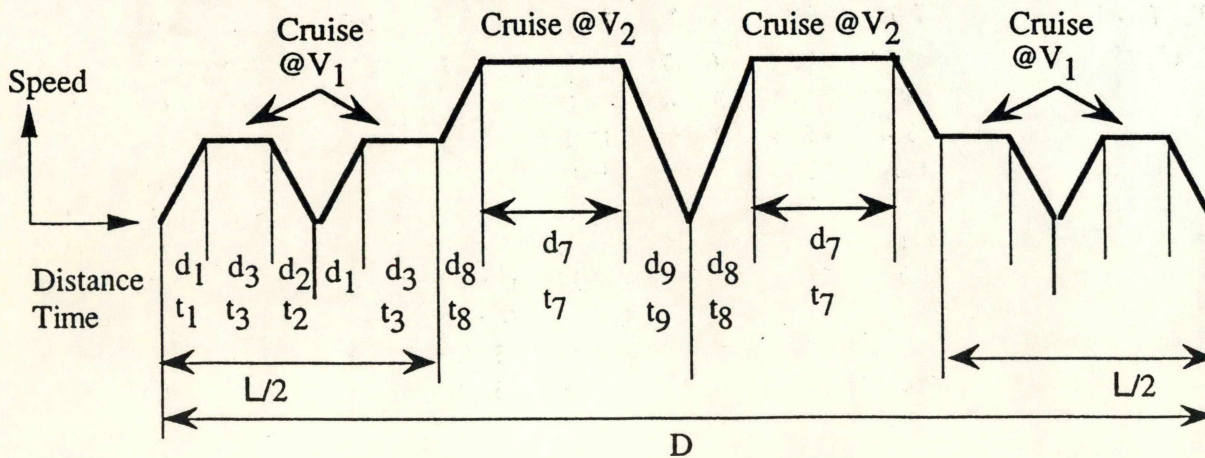 Cruise
@V1
Cruise @V2
Cruise @V2
Cruise
@V1
Speed
Distance
Time
d1 d3 d2 d1 d3 d8 d7 d9 d8 d7
t1 t3 t2 t3 t8 t7 t9 t8 t7
L/2
L/2
D